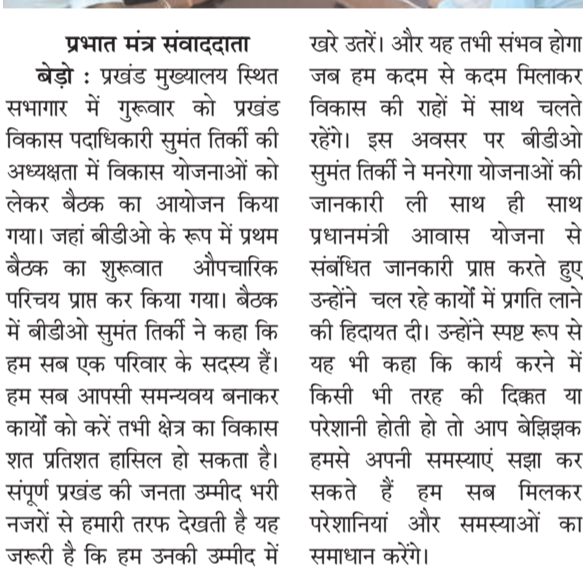 प्रभात मंत्र संवाददाता
बेड़ो : प्रखंड मुख्यालय स्थित
सभागार में गुरूवार को प्रखंड
विकास पदाधिकारी सुमंत तिर्की की
अध्यक्षता में विकास योजनाओं को
लेकर बैठक का आयोजन किया
गया। जहां बीडीओ के रूप में प्रथम
बैठक का शुरूवात औपचारिक
परिचय प्राप्त कर किया गया। बैठक
में बीडीओ सुमंत तिर्की ने कहा कि
हम सब एक परिवार के सदस्य हैं।
हम सब आपसी समन्यवय बनाकर
कार्यों को करें तभी क्षेत्र का विकास
शत प्रतिशत हासिल हो सकता है।
संपूर्ण प्रखंड की जनता उम्मीद भरी
नजरों से हमारी तरफ देखती है यह
जरूरी है कि हम उनकी उम्मीद में
खरे उतरें। और यह तभी संभव होगा
जब हम कदम से कदम मिलाकर
विकास की राहों में साथ चलते
रहेंगे। इस अवसर पर बीडीओ
सुमंत तिर्की ने मनरेगा योजनाओं की
जानकारी ली साथ ही साथ
प्रधानमंत्री आवास योजना से
संबंधित जानकारी प्राप्त करते हुए
उन्होंने चल रहे कार्यों में प्रगति लाने
की हिदायत दी। उन्होंने स्पष्ट रूप से
यह भी कहा कि कार्य करने में
किसी भी तरह की दिक्कत या
परेशानी होती हो तो आप बेझिझक
हमसे अपनी समस्याएं सझा कर
सकते हैं हम सब मिलकर
परेशानियां और समस्याओं का
समाधान करेंगे।